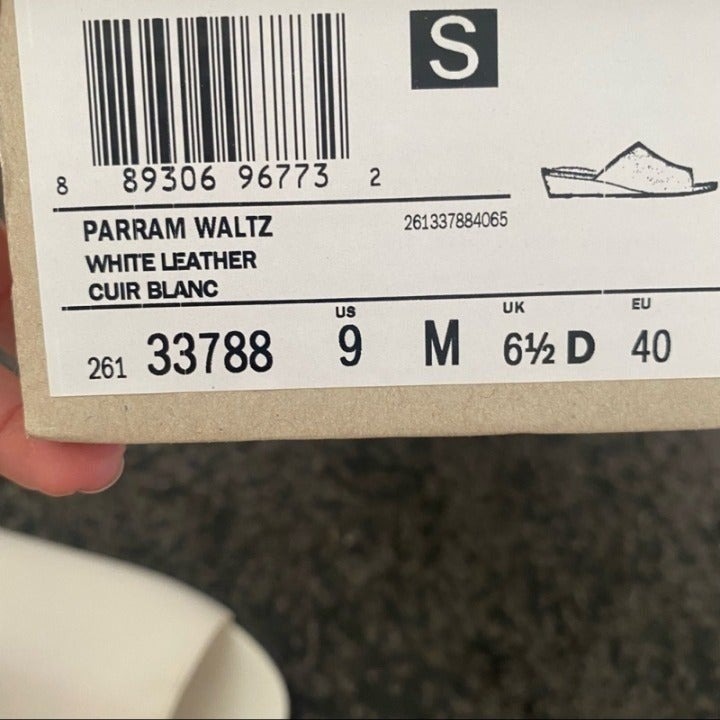 S
8 89306 96773 2
PARRAM WALTZ 261337884065
WHITE LEATHER
CUIR BLANC
US UK EU
261 33788 9 M 6½ D 40